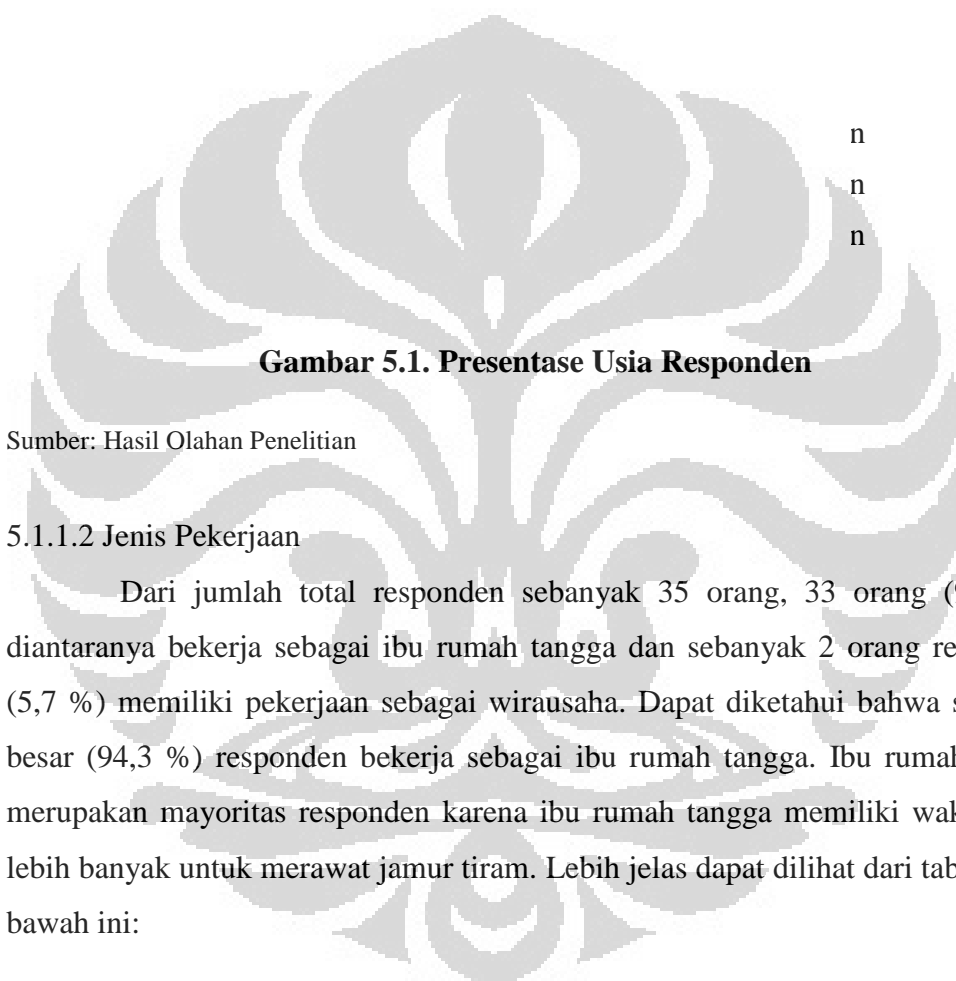 n
n
n
Gambar 5.1. Presentase Usia Responden
Sumber: Hasil Olahan Penelitian
5.1.1.2 Jenis Pekerjaan
Dari jumlah total responden sebanyak 35 orang, 33 orang
diantaranya bekerja sebagai ibu rumah tangga dan sebanyak 2 orang
(5,7 %) memiliki pekerjaan sebagai wirausaha. Dapat diketahui bahwa
besar (94,3 %) responden bekerja sebagai ibu rumah tangga. Ibu rumah
merupakan mayoritas responden karena ibu rumah tangga memiliki
lebih banyak untuk merawat jamur tiram. Lebih jelas dapat dilihat dari
bawah ini: